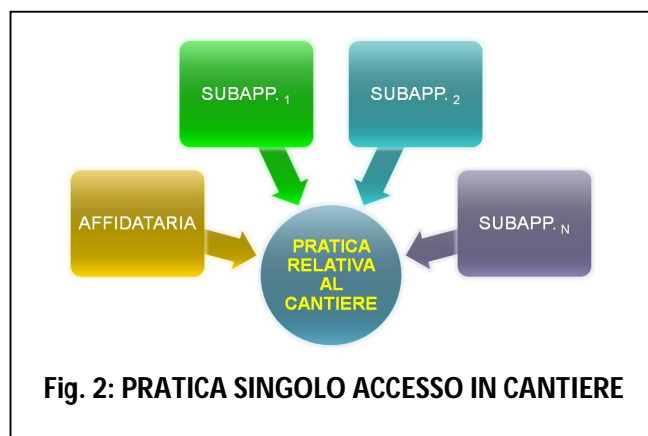 SUBAPP. 1
SUBAPP. 2
AFFIDATARIA
SUBAPP. N
PRATICA
RELATIVA
AL
CANTIERE
Fig. 2: PRATICA SINGOLO ACCESSO IN CANTIERE